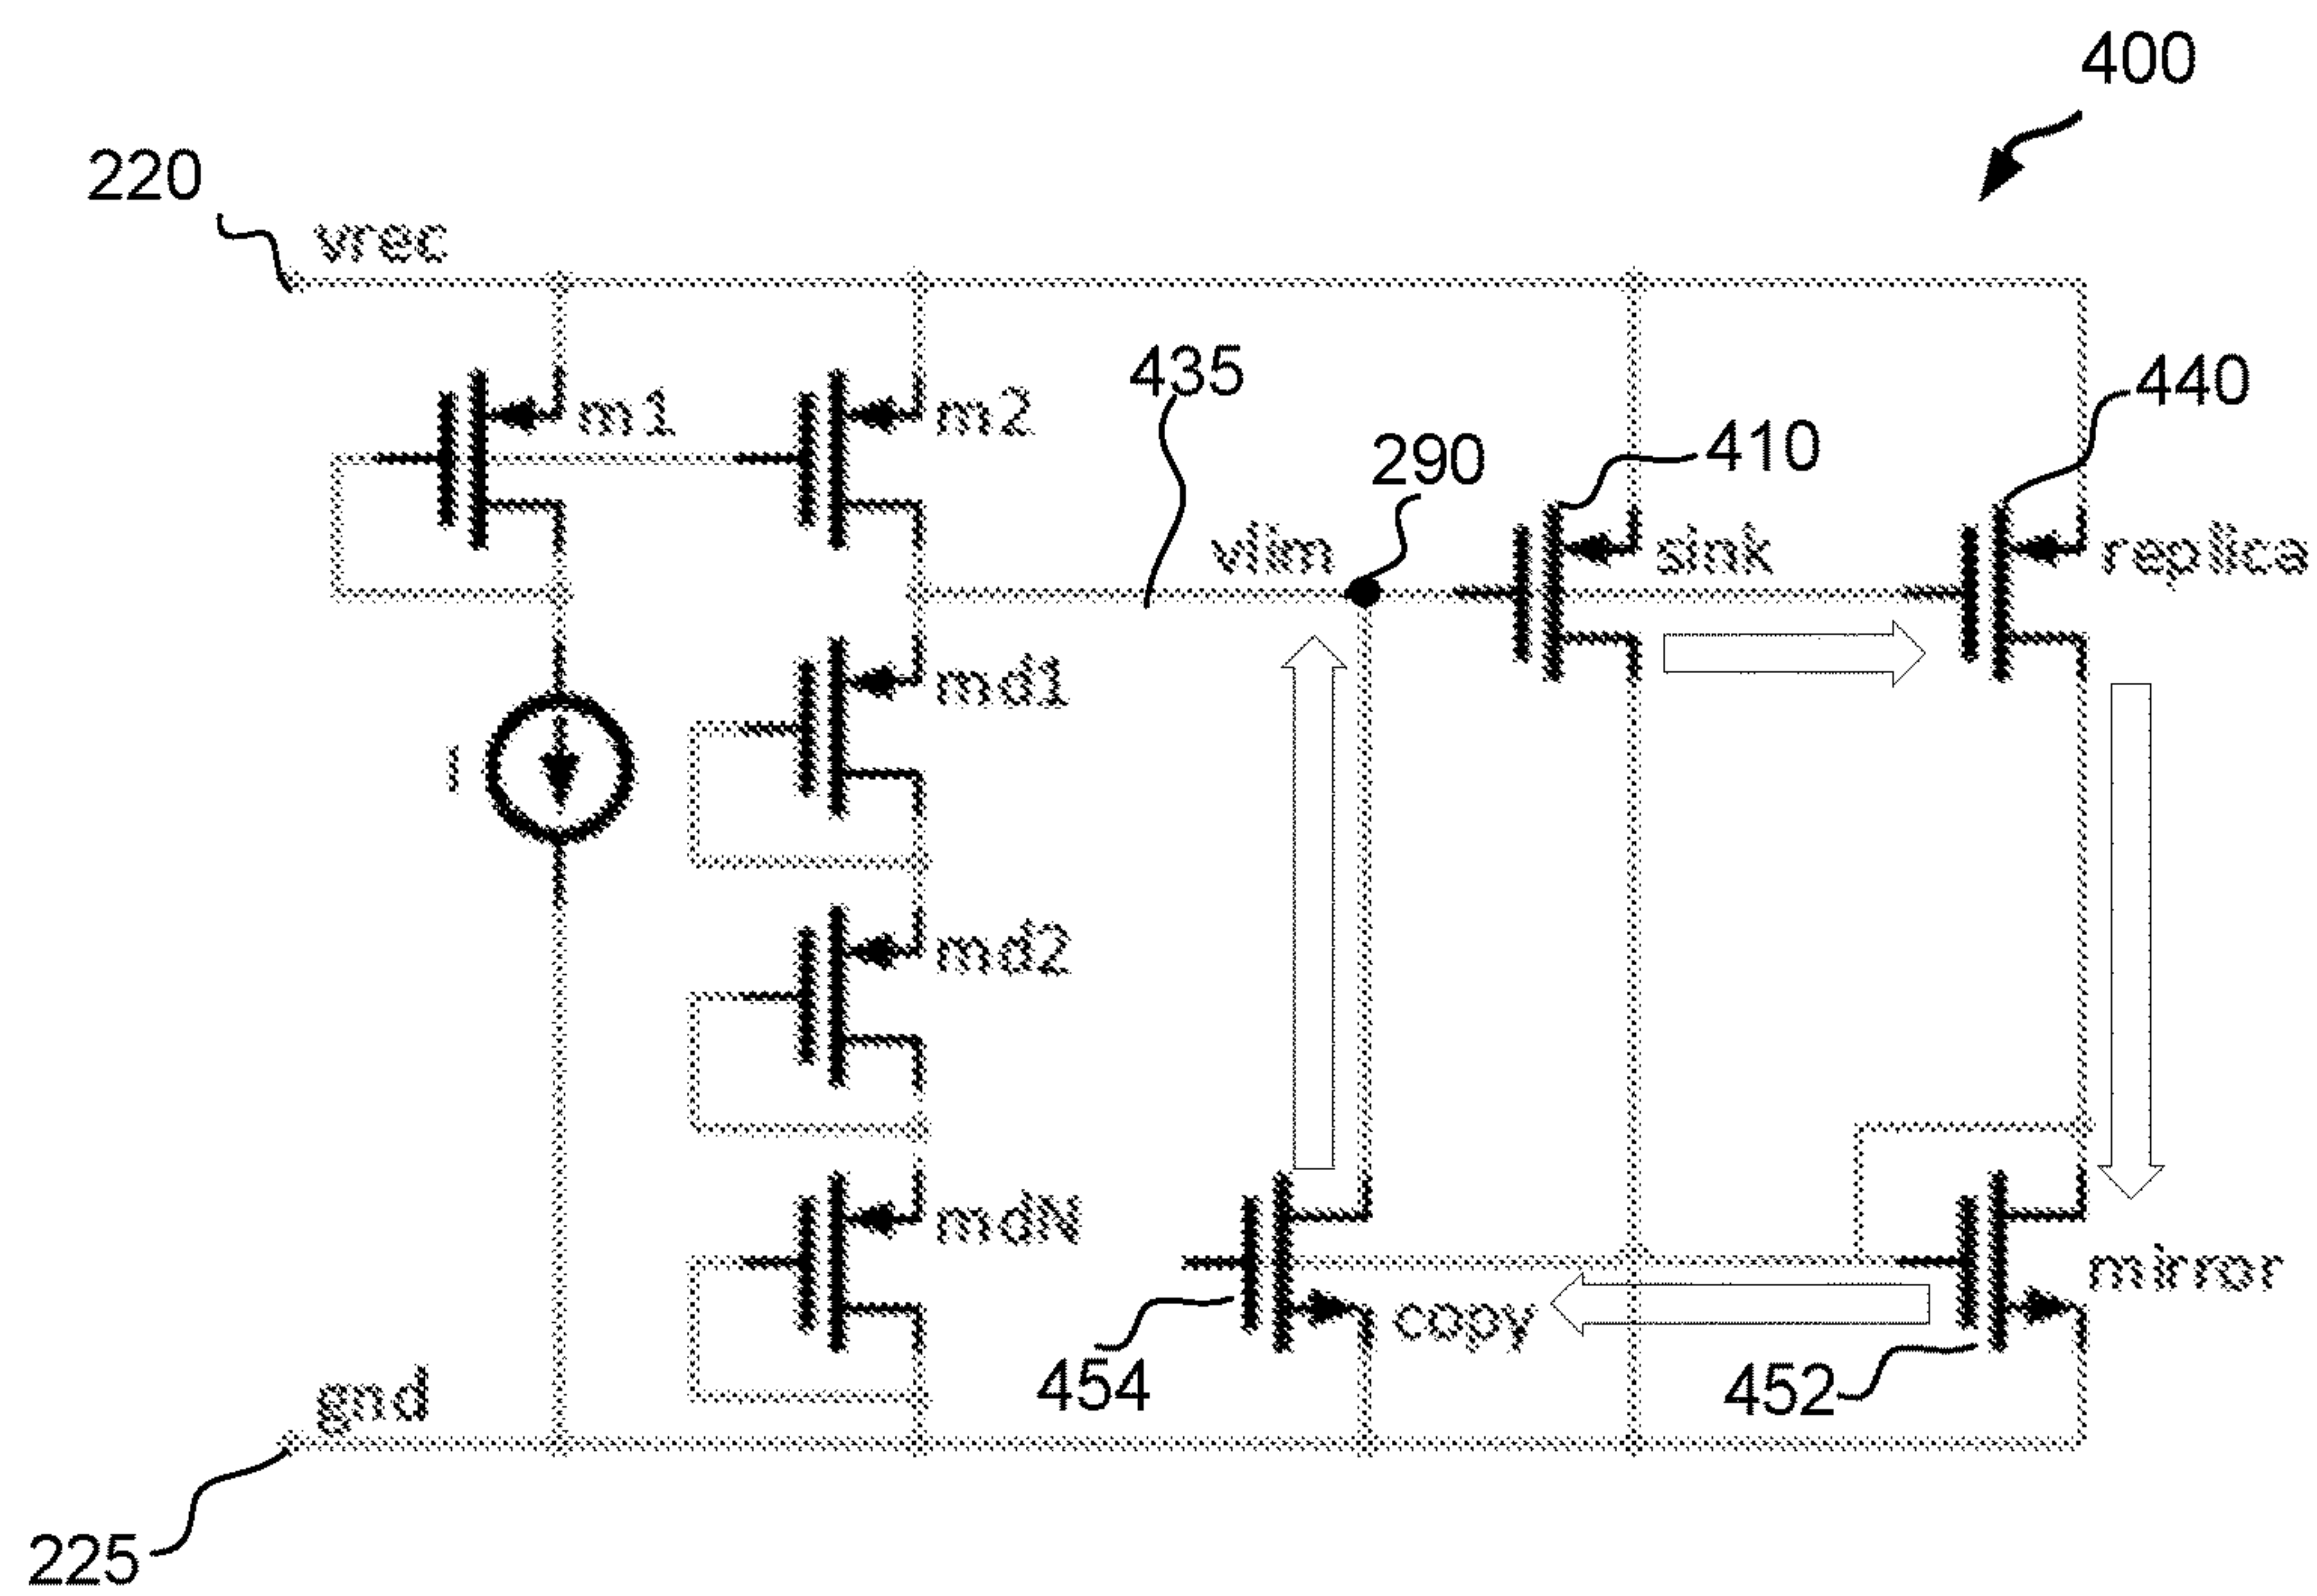 400
220
vrec
435
440
m1
m2
290
410
vlim
sink
replica
md1
I
md2
mdN
mirror
copy
454
452
gnd
225